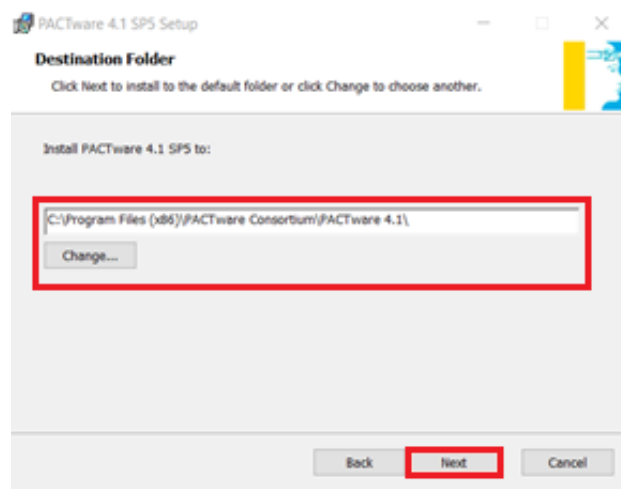 PACTware 4.1 SP5 Setup
Destination Folder
Click Next to install to the default folder or click Change to choose another.
Install PACTware 4.1 SP5 to:
C:\Program Files (x86)\PACTware Consortium\PACTware 4.1\
Change...
Back Next Cancel